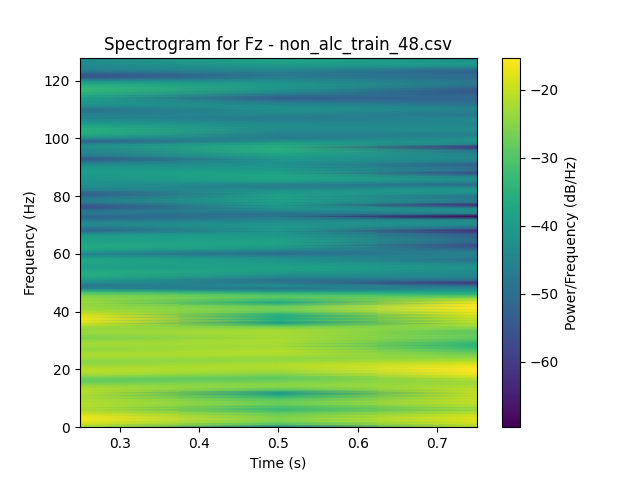 Spectrogram for Fz - non_alc_train_48.csv
120
100
80
60
40
20
0
Frequency (Hz)
0.3 0.4 0.5 0.6 0.7
Time (s)
−20
−30
−40
−50
−60
Power/Frequency (dB/Hz)